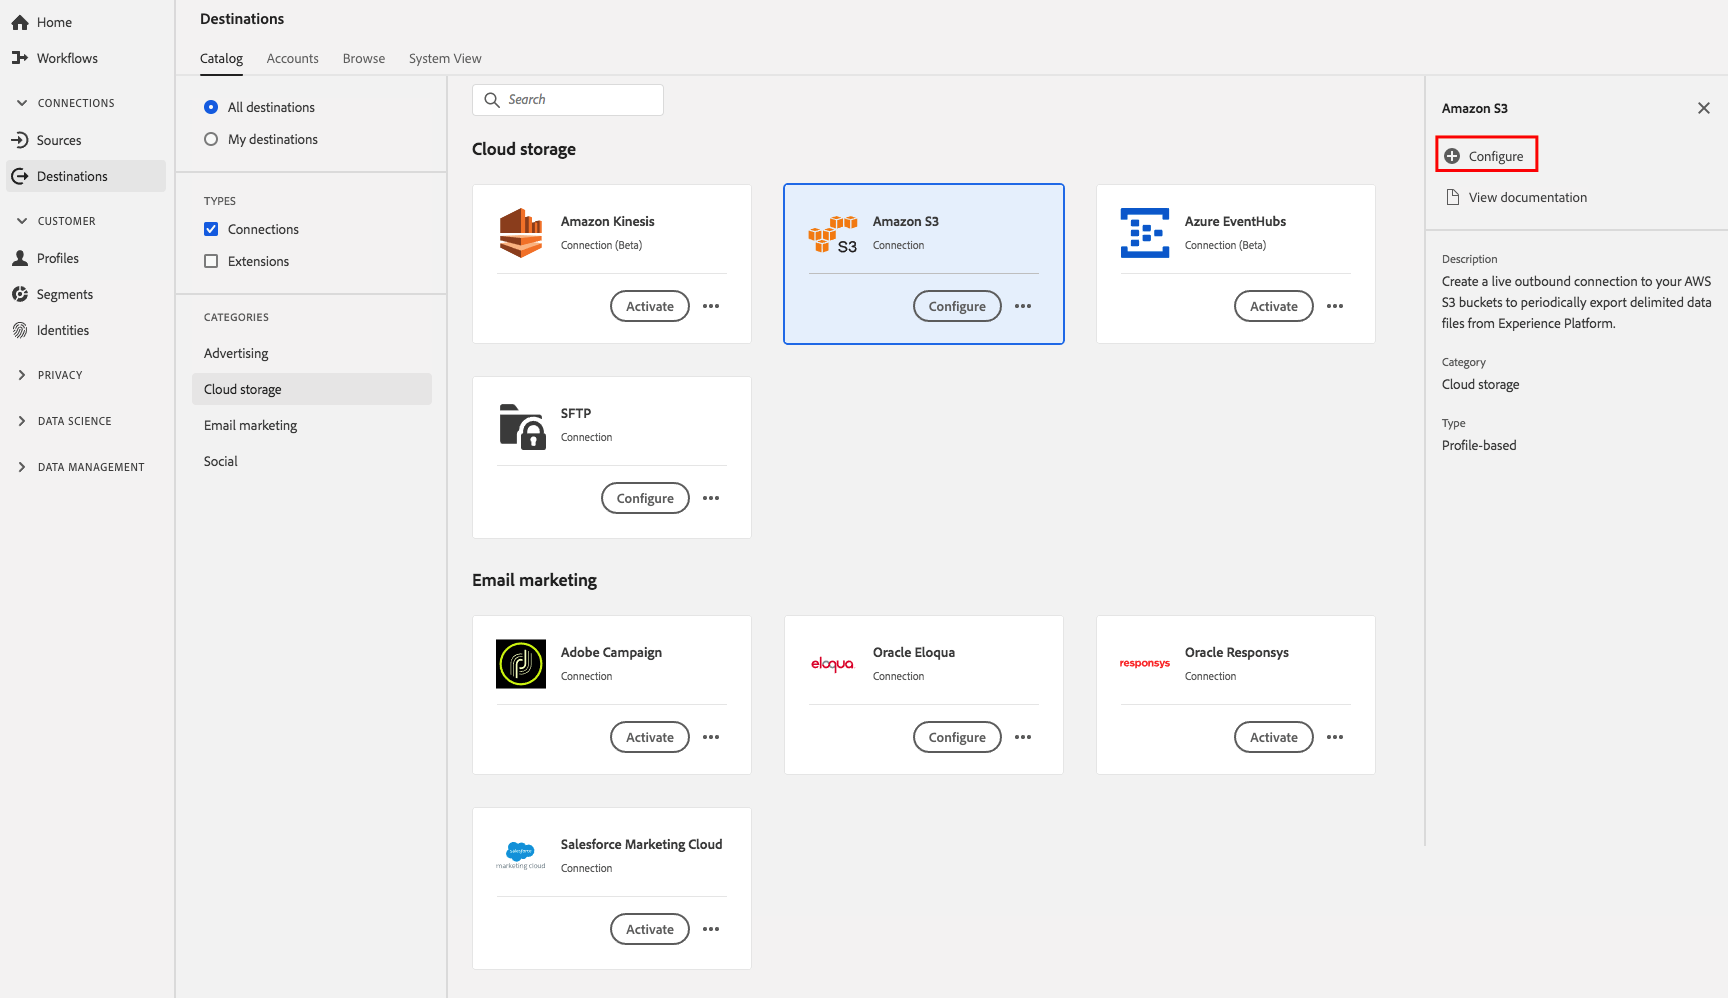 Home
Workflows
CONNECTIONS
Sources
Destinations
CUSTOMER
Profiles
Segments
Identities
PRIVACY
DATA SCIENCE
DATA MANAGEMENT
Destinations
Catalog Accounts Browse System View
All destinations
My destinations
TYPES
Connections
Extensions
CATEGORIES
Advertising
Cloud storage
Email marketing
Social
Search
Cloud storage
Amazon Kinesis
Connection (Beta)
Activate
S3
Amazon S3
Connection
Configure
Azure EventHubs
Connection (Beta)
Activate
SFTP
Connection
Configure
Email marketing
Adobe Campaign
Connection
Activate
eloqua
Oracle Eloqua
Connection
Configure
responsys
Oracle Responsys
Connection
Activate
salesforce
marketing cloud
Salesforce Marketing Cloud
Connection
Activate
Amazon S3
Configure
View documentation
Description
Create a live outbound connection to your AWS
S3 buckets to periodically export delimited data
files from Experience Platform.
Category
Cloud storage
Type
Profile-based